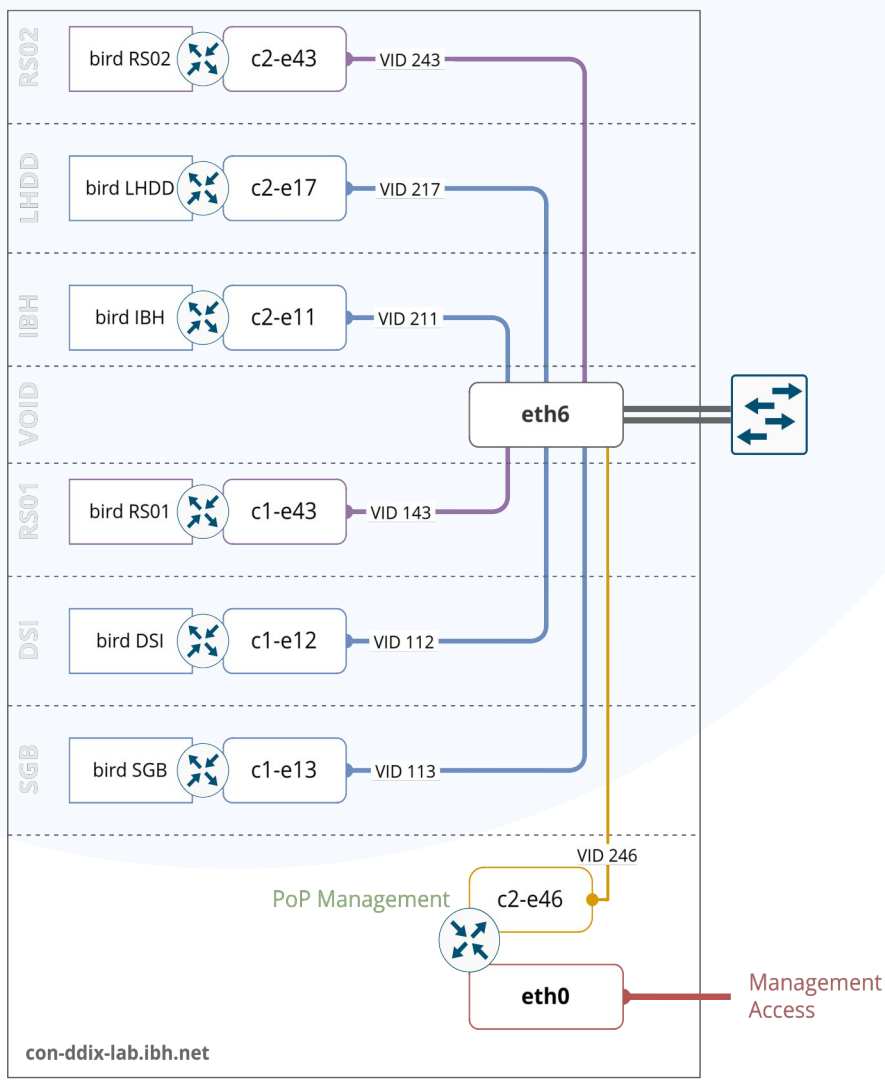 RS02
bird RS02
c2-e43
VID 243
LHDD
bird LHDD
c2-e17
VID 217
IBH
bird IBH
c2-e11
VID 211
VOID
eth6
RS01
bird RS01
c1-e43
VID 143
DSI
bird DSI
c1-e12
VID 112
SGB
bird SGB
c1-e13
VID 113
VID 246
PoP Management
c2-e46
eth0
Management
Access
con-ddix-lab.ibh.net